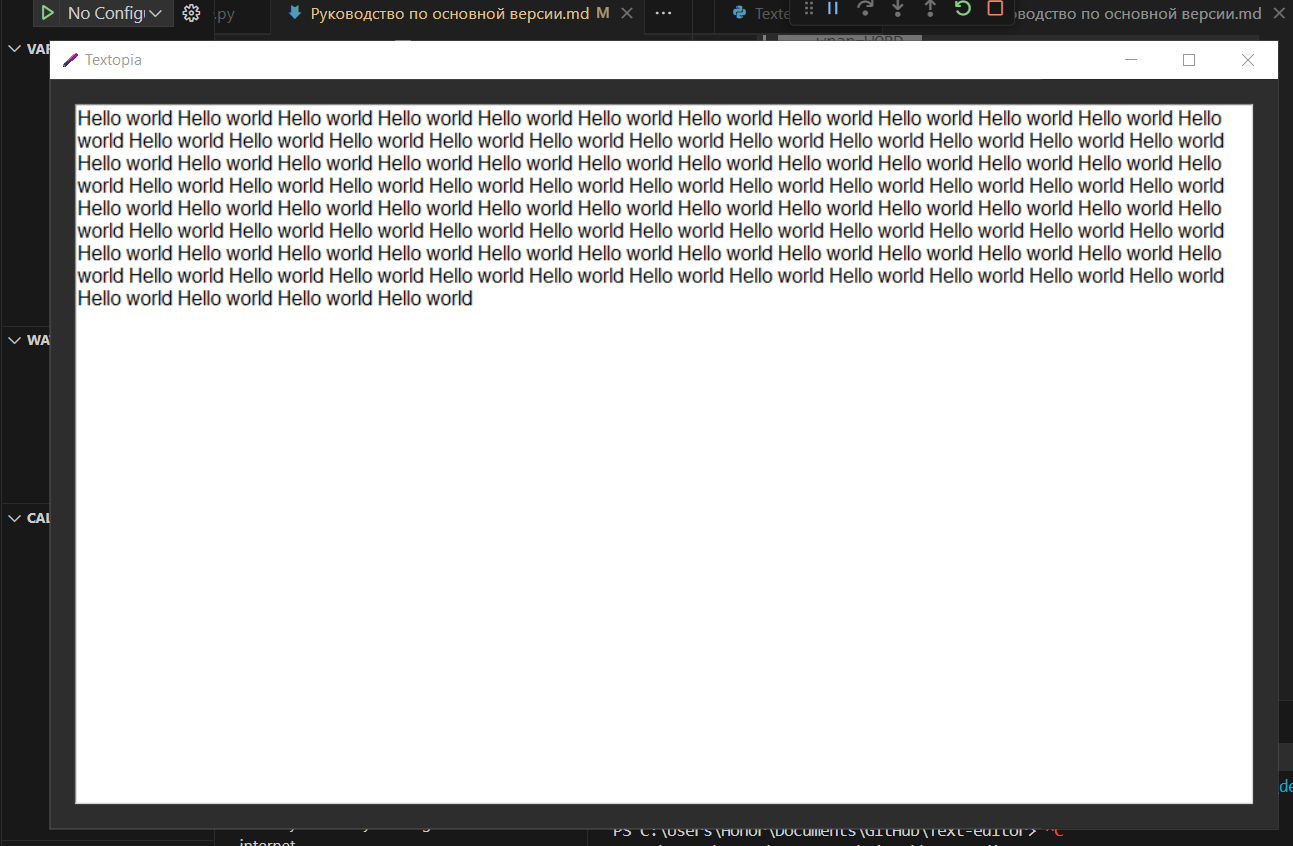 No Config
.py
Руководство по основной версии.md M
Texte
оводство по основной версии.md
VAR
Textopia
Hello world Hello world Hello world Hello world Hello world Hello world Hello world Hello world Hello world Hello world Hello world Hello
world Hello world Hello world Hello world Hello world Hello world Hello world Hello world Hello world Hello world Hello world Hello world
Hello world Hello world Hello world Hello world Hello world Hello world Hello world Hello world Hello world Hello world Hello world Hello
world Hello world Hello world Hello world Hello world Hello world Hello world Hello world Hello world Hello world Hello world Hello world
Hello world Hello world Hello world Hello world Hello world Hello world Hello world Hello world Hello world Hello world Hello world Hello
world Hello world Hello world Hello world Hello world Hello world Hello world Hello world Hello world Hello world Hello world Hello world
Hello world Hello world Hello world Hello world Hello world Hello world Hello world Hello world Hello world Hello world Hello world Hello
world Hello world Hello world Hello world Hello world Hello world Hello world Hello world Hello world Hello world Hello world Hello world
Hello world Hello world Hello world Hello world
WA
CAL
de
PS C:\Users\Honor\Documents\GitHub\Text-editor> ^C
internet